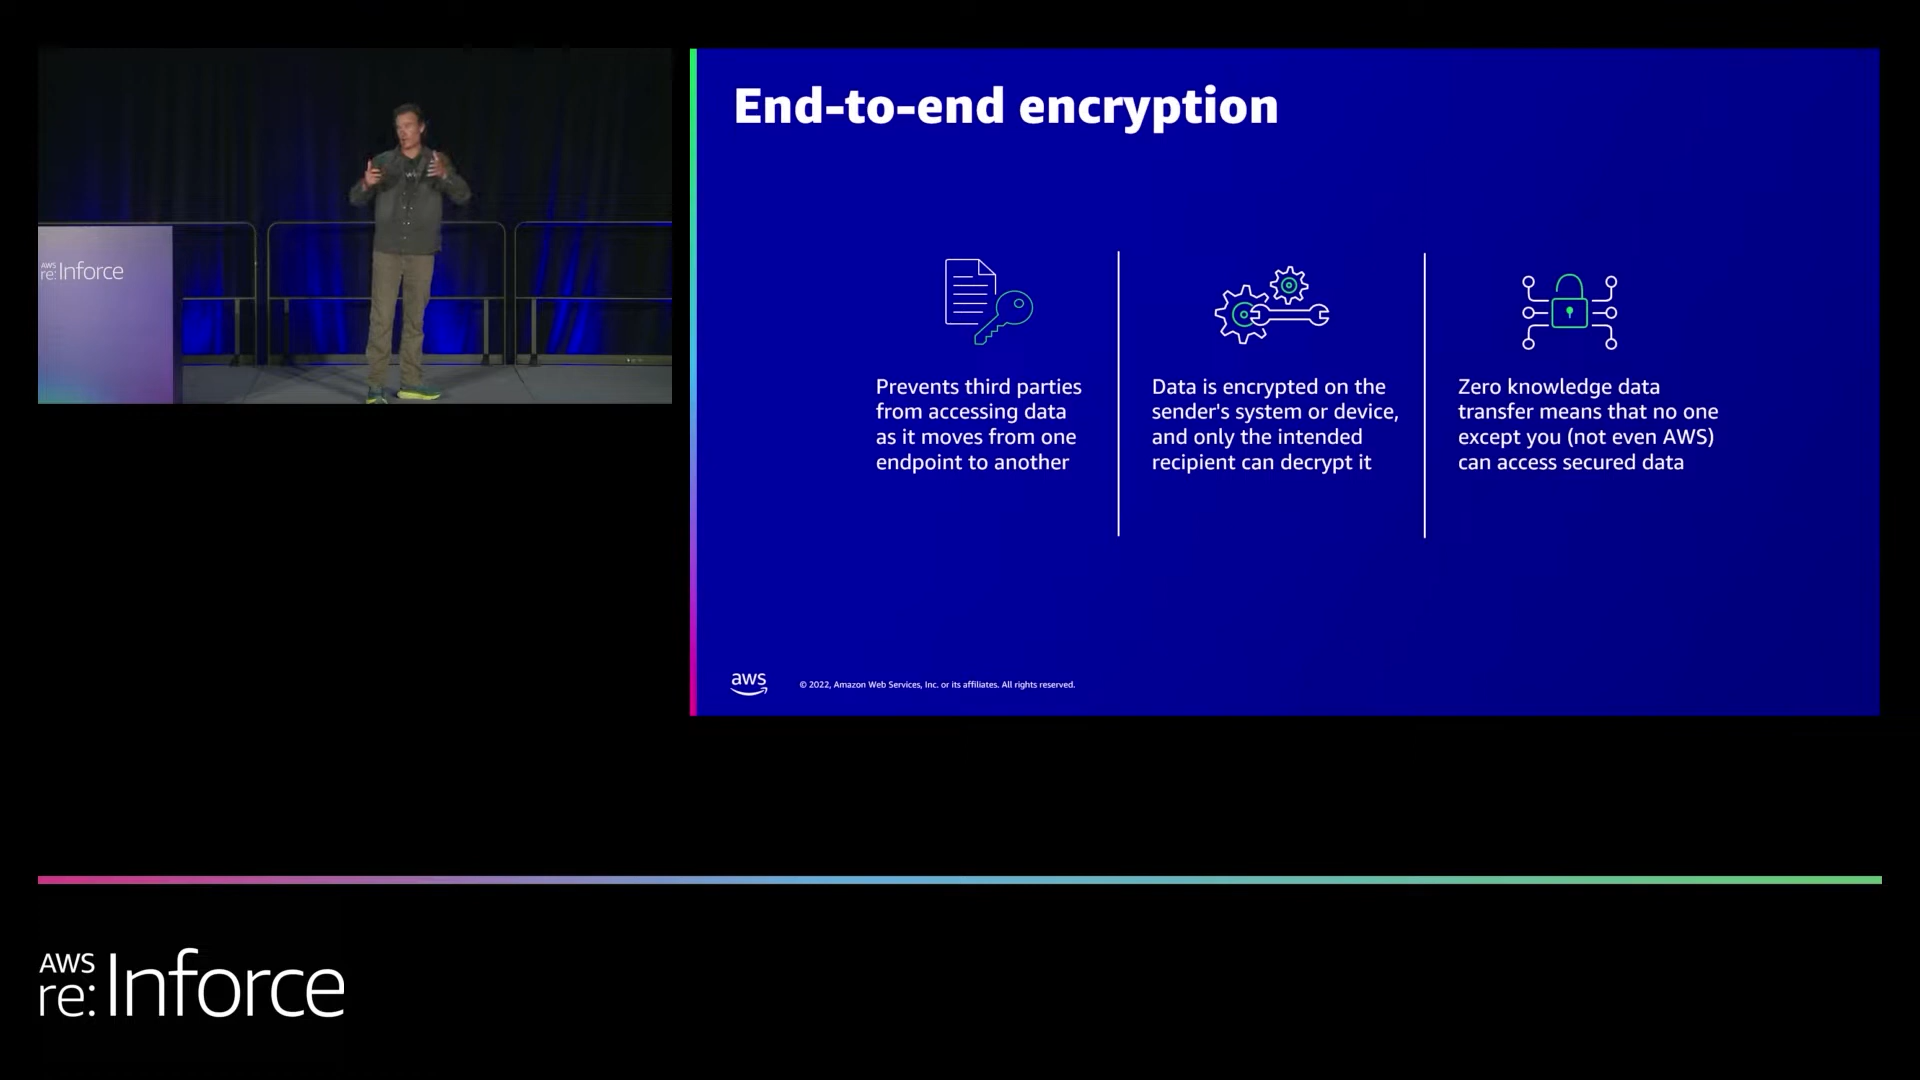 AWS
re:Inforce
End-to-end encryption
Prevents third parties
from accessing data
as it moves from one
endpoint to another
Data is encrypted on the
sender's system or device,
and only the intended
recipient can decrypt it
Zero knowledge data
transfer means that no one
except you (not even AWS)
can access secured data
aws
© 2022, Amazon Web Services, Inc. or its affiliates. All rights reserved.
AWS
re:Inforce